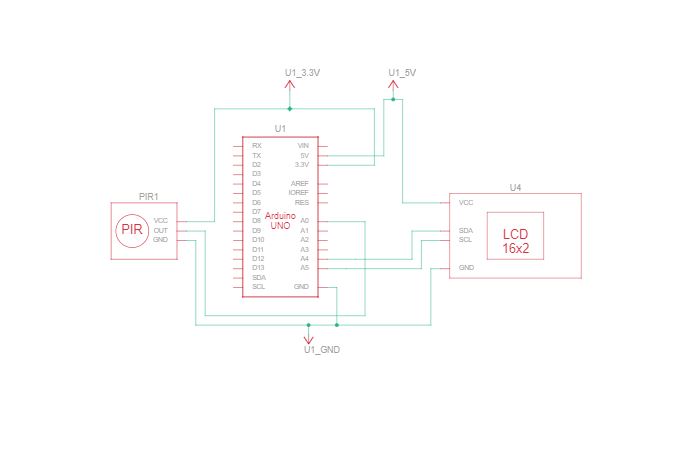 U1_3.3V
U1_5V
U1
RX
TX
D2
D3
D4
D5
D6
D7
D8
D9
D10
D11
D12
D13
SDA
SCL
Arduino
UNO
VIN
5V
3.3V
AREF
IOREF
RES
A0
A1
A2
A3
A4
A5
GND
PIR1
PIR
VCC
OUT
GND
U4
VCC
SDA
SCL
GND
LCD
16x2
U1_GND